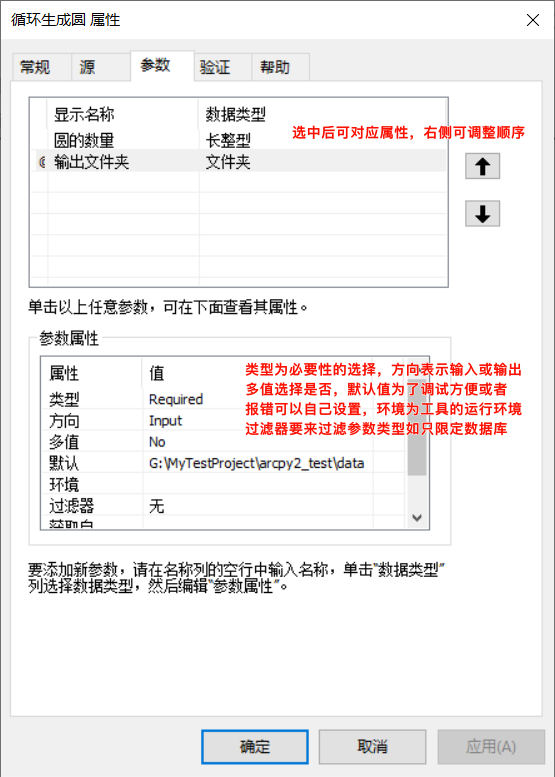 循环生成圆 属性
常规
源
参数
验证
帮助
显示名称 数据类型
圆的数量 长整型
输出文件夹 文件夹
选中后可对应属性，右侧可调整顺序
单击以上任意参数，可在下面查看其属性。
参数属性
属性 值
类型 Required
方向 Input
多值 No
默认 G:\MyTestProject\arcpy2_test\data
环境
过滤器 无
获取自
类型为必要性的选择，方向表示输入或输出
多值选择是否，默认值为了调试方便或者
报错可以自己设置，环境为工具的运行环境
过滤器要来过滤参数类型如只限定数据库
要添加新参数，请在名称列的空行中输入名称，单击“数据类型”
列选择数据类型，然后编辑“参数属性”。
确定
取消
应用(A)